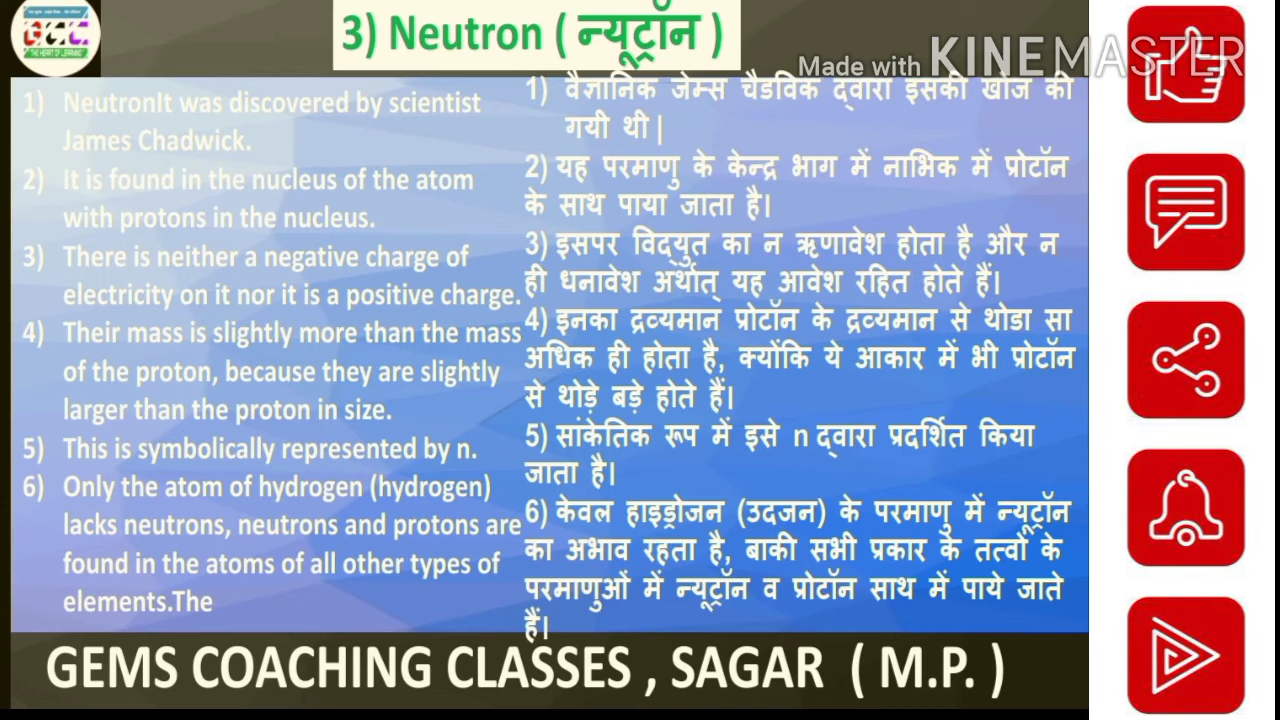 3) Neutron ( न्यूट्रॉन )
Made with KINEMASTER
THE HEART OF LEARNING
1) NeutronIt was discovered by scientist
James Chadwick.
2) It is found in the nucleus of the atom
with protons in the nucleus.
3) There is neither a negative charge of
electricity on it nor it is a positive charge.
4) Their mass is slightly more than the mass
of the proton, because they are slightly
larger than the proton in size.
5) This is symbolically represented by n.
6) Only the atom of hydrogen (hydrogen)
lacks neutrons, neutrons and protons are
found in the atoms of all other types of
elements.The
1) वैज्ञानिक जेम्स चैडविक द्वारा इसकी खोज की
गयी थी |
2) यह परमाणु के केन्द्र भाग में नाभिक में प्रोटॉन
के साथ पाया जाता है।
3) इसपर विद्युत का न ऋणावेश होता है और न
ही धनावेश अर्थात् यह आवेश रहित होते हैं।
4) इनका द्रव्यमान प्रोटॉन के द्रव्यमान से थोडा सा
अधिक ही होता है, क्योंकि ये आकार में भी प्रोटॉन
से थोड़े बड़े होते हैं।
5) सांकेतिक रूप में इसे n द्वारा प्रदर्शित किया
जाता है।
6) केवल हाइड्रोजन (उदजन) के परमाणु में न्यूट्रॉन
का अभाव रहता है, बाकी सभी प्रकार के तत्वों के
परमाणुओं में न्यूट्रॉन व प्रोटॉन साथ में पाये जाते
हैं।
GEMS COACHING CLASSES , SAGAR ( M.P. )